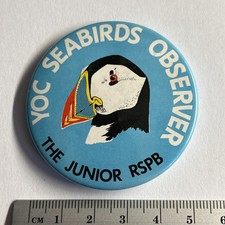 YOC SEABIRDS OBSERVER
THE JUNIOR RSPB
CM 1 2 3 4 5 6